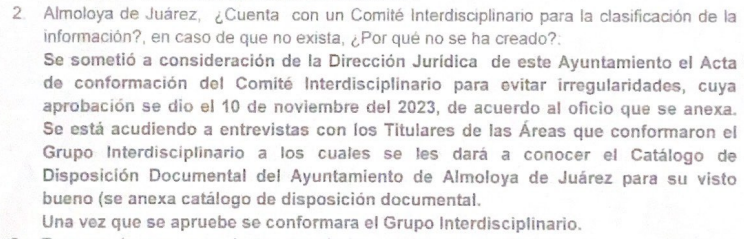 2. Almoloya de Juárez, ¿Cuenta con un Comité Interdisciplinario para la clasificación de la
información?, en caso de que no exista, ¿Por qué no se ha creado?:
Se sometió a consideración de la Dirección Jurídica de este Ayuntamiento el Acta
de conformación del Comité Interdisciplinario para evitar irregularidades, cuya
aprobación se dio el 10 de noviembre del 2023, de acuerdo al oficio que se anexa.
Se está acudiendo a entrevistas con los Titulares de las Áreas que conformaron el
Grupo Interdisciplinario a los cuales se les dará a conocer el Catálogo de
Disposición Documental del Ayuntamiento de Almoloya de Juárez para su visto
bueno (se anexa catálogo de disposición documental.
Una vez que se apruebe se conformara el Grupo Interdisciplinario.